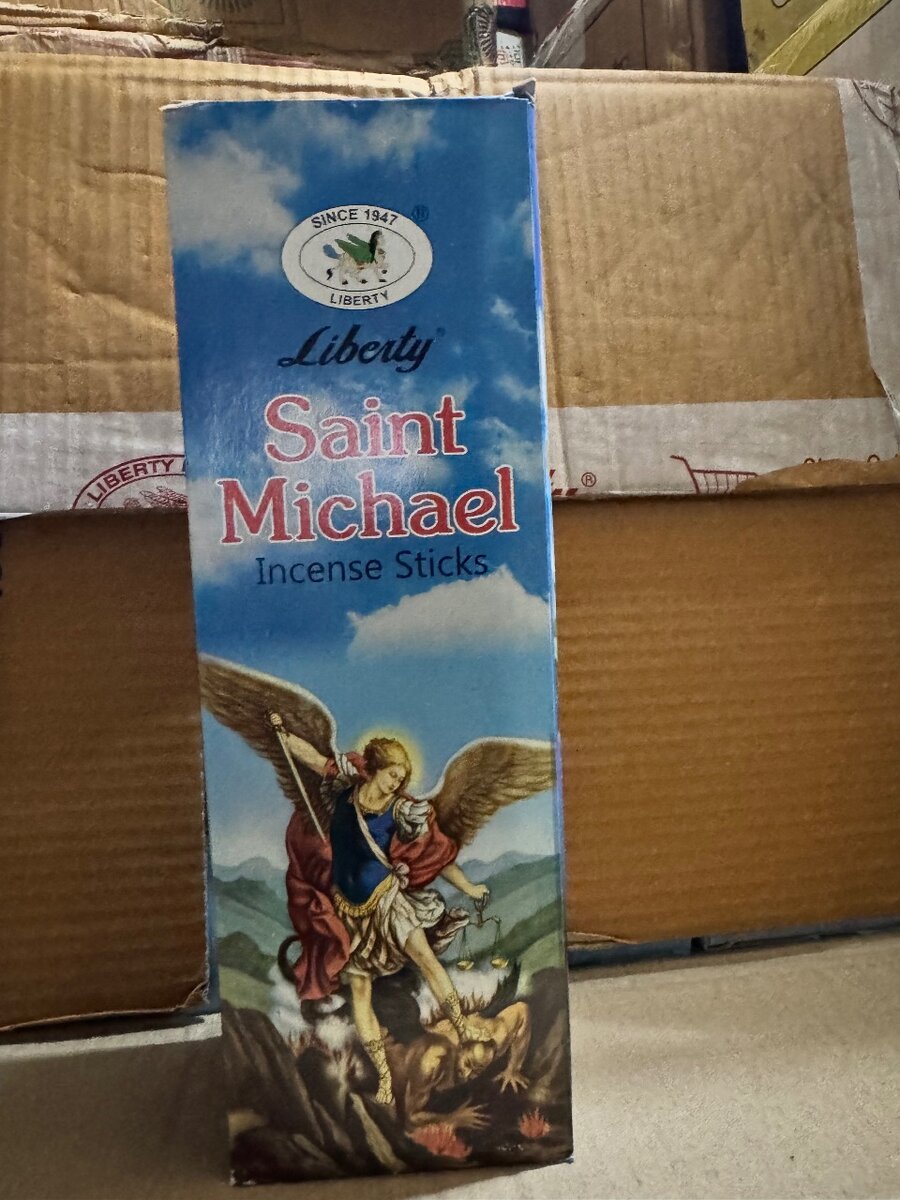 SINCE 1947
®
LIBERTY
Liberty
Saint
Michael
Incense Sticks
LIBERTY
®